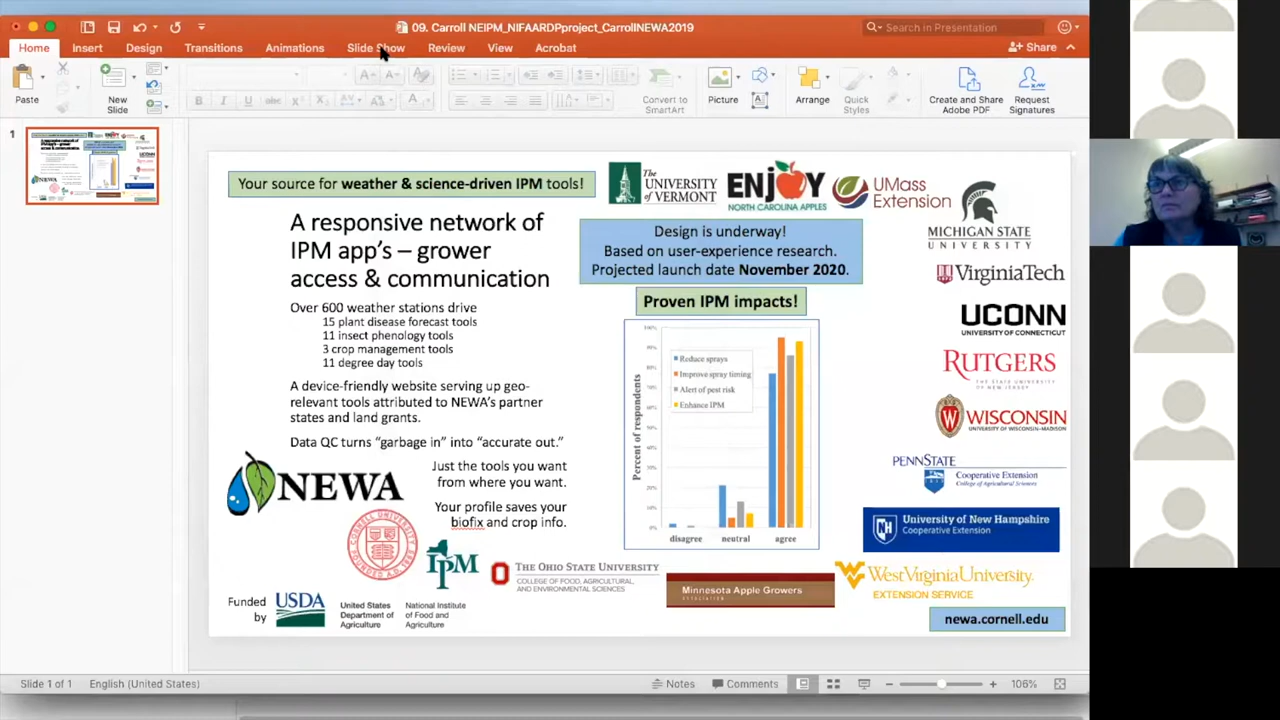 09. Carroll NEIPM_NIFAARDPproject_CarrollNEWA2019
Search in Presentation
Home Insert Design Transitions Animations Slide Show Review View Acrobat
Share
Paste
New
Slide
Convert to
SmartArt
Picture
Arrange
Quick
Styles
Create and Share
Adobe PDF
Request
Signatures
1
Your source for weather & science-driven IPM tools!
The
UNIVERSITY
of VERMONT
ENJOY
NORTH CAROLINA APPLES
UMass
Extension
MICHIGAN STATE
UNIVERSITY
VirginiaTech
UCONN
UNIVERSITY OF CONNECTICUT
RUTGERS
THE STATE UNIVERSITY
OF NEW JERSEY
WISCONSIN
UNIVERSITY OF WISCONSIN–MADISON
PENNSTATE
Cooperative Extension
College of Agricultural Sciences
University of New Hampshire
Cooperative Extension
West Virginia University.
EXTENSION SERVICE
newa.cornell.edu
A responsive network of
IPM app's – grower
access & communication
Over 600 weather stations drive
15 plant disease forecast tools
11 insect phenology tools
3 crop management tools
11 degree day tools
A device-friendly website serving up geo-
relevant tools attributed to NEWA's partner
states and land grants.
Data QC turns "garbage in" into "accurate out."
Just the tools you want
from where you want.
Your profile saves your
biofix and crop info.
NEWA
IPM
Design is underway!
Based on user-experience research.
Projected launch date November 2020.
Proven IPM impacts!
Percent of respondents
Reduce sprays
Improve spray timing
Alert of pest risk
Enhance IPM
disagree neutral agree
THE OHIO STATE UNIVERSITY
COLLEGE OF FOOD, AGRICULTURAL,
AND ENVIRONMENTAL SCIENCES
Minnesota Apple Growers
ASSOCIATION
Funded
by
USDA
United States
Department of
Agriculture
National Institute
of Food and
Agriculture
Slide 1 of 1
English (United States)
Notes
Comments
106%